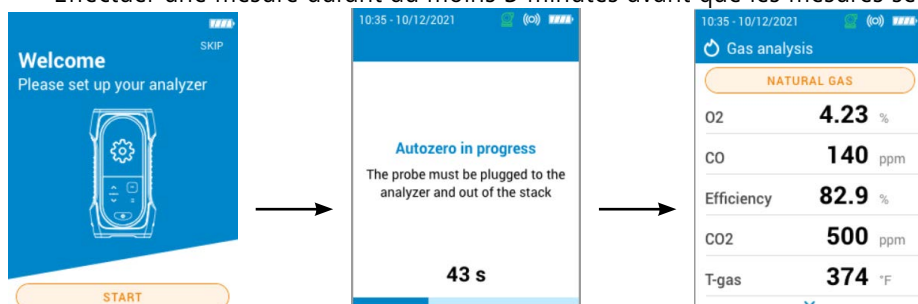 Effectuer une mesure durant au moins 5 minutes avant que les mesures se
SKIP
Welcome
Please set up your analyzer
START
10:35 - 10/12/2021
Autozero in progress
The probe must be plugged to the
analyzer and out of the stack
43 s
10:35 - 10/12/2021
Gas analysis
NATURAL GAS
O2 4.23 %
CO 140 ppm
Efficiency 82.9 %
CO2 500 ppm
T-gas 374 °F